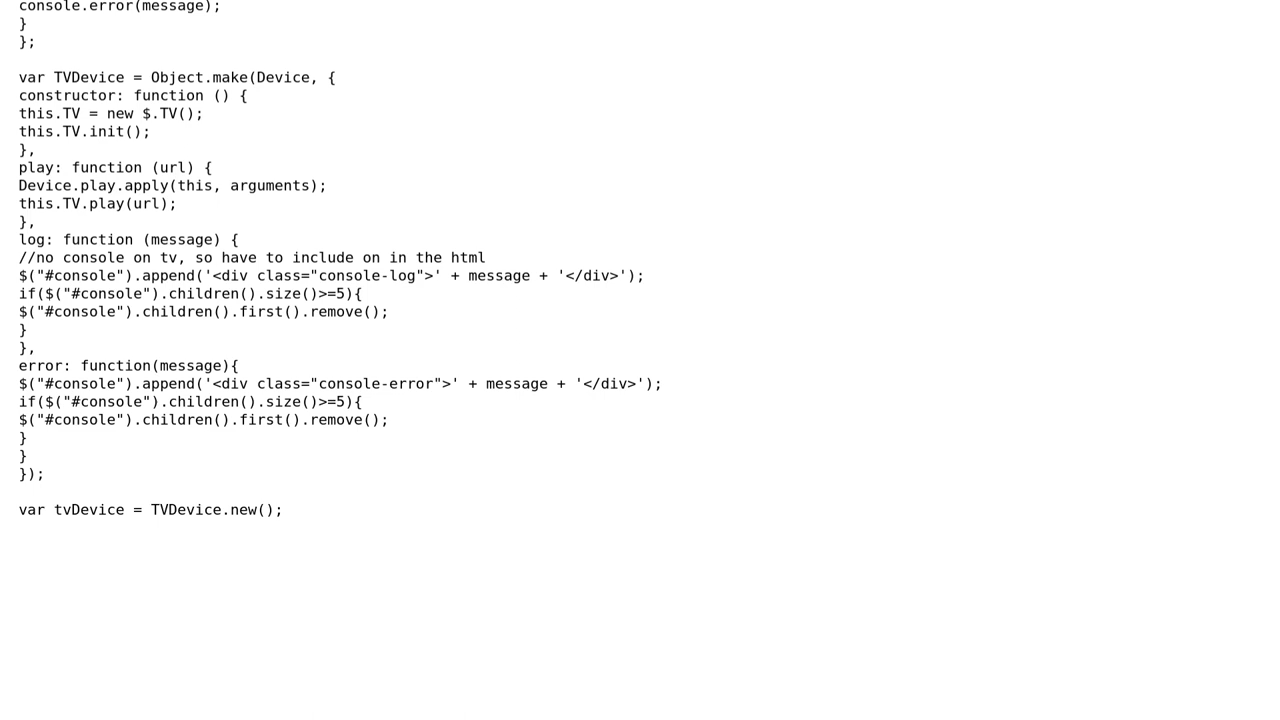 console.error(message);
}
};

var TVDevice = Object.make(Device, {
constructor: function () {
this.TV = new $.TV();
this.TV.init();
},
play: function (url) {
Device.play.apply(this, arguments);
this.TV.play(url);
},
log: function (message) {
//no console on tv, so have to include on in the html
$("#console").append('<div class="console-log">' + message + '</div>');
if($("#console").children().size()>=5){
$("#console").children().first().remove();
}
},
error: function(message){
$("#console").append('<div class="console-error">' + message + '</div>');
if($("#console").children().size()>=5){
$("#console").children().first().remove();
}
}
});

var tvDevice = TVDevice.new();